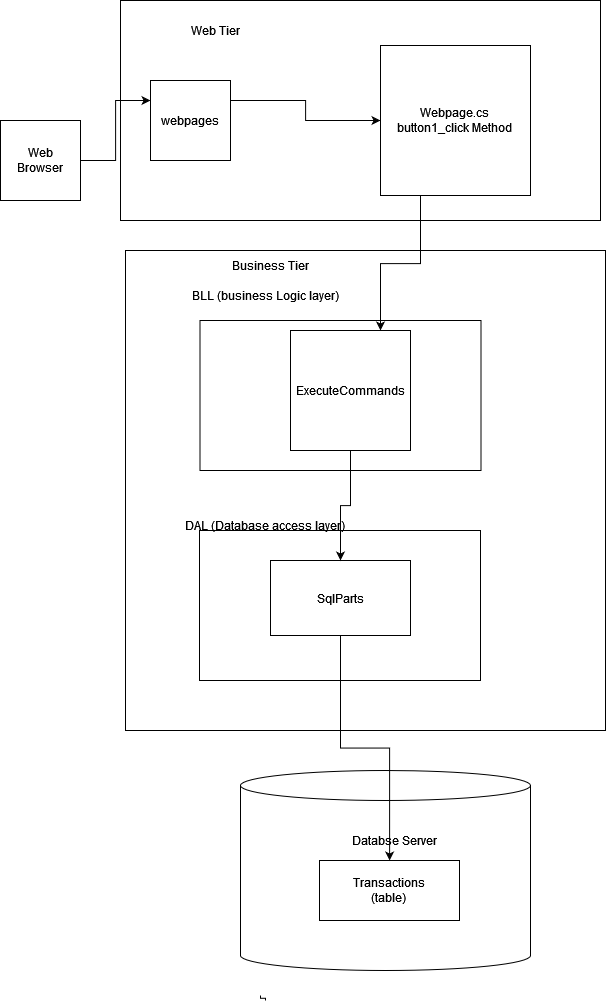 Web Tier
webpages
Webpage.cs
button1_click Method
Web
Browser
Business Tier
BLL (business Logic layer)
ExecuteCommands
DAL (Database access layer)
SqlParts
Databse Server
Transactions
(table)